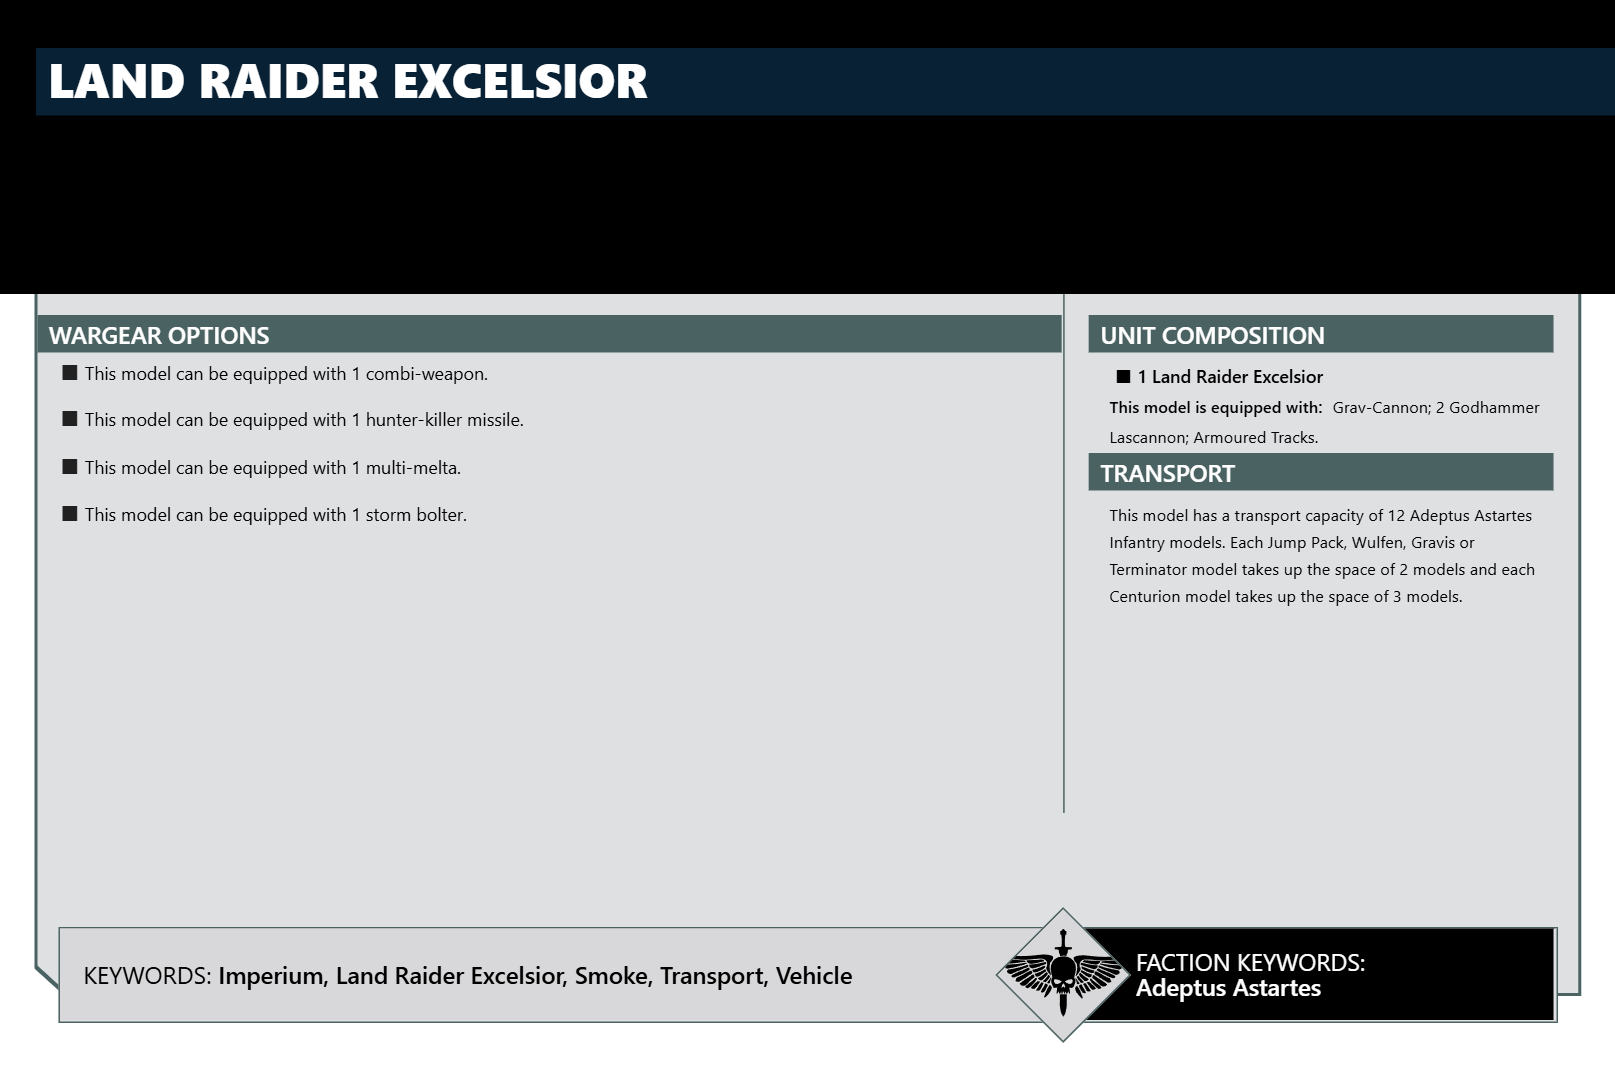 LAND RAIDER EXCELSIOR
WARGEAR OPTIONS
■ This model can be equipped with 1 combi-weapon.
■ This model can be equipped with 1 hunter-killer missile.
■ This model can be equipped with 1 multi-melta.
■ This model can be equipped with 1 storm bolter.
UNIT COMPOSITION
■ 1 Land Raider Excelsior
This model is equipped with: Grav-Cannon; 2 Godhammer
Lascannon; Armoured Tracks.
TRANSPORT
This model has a transport capacity of 12 Adeptus Astartes
Infantry models. Each Jump Pack, Wulfen, Gravis or
Terminator model takes up the space of 2 models and each
Centurion model takes up the space of 3 models.
KEYWORDS: Imperium, Land Raider Excelsior, Smoke, Transport, Vehicle
FACTION KEYWORDS:
Adeptus Astartes